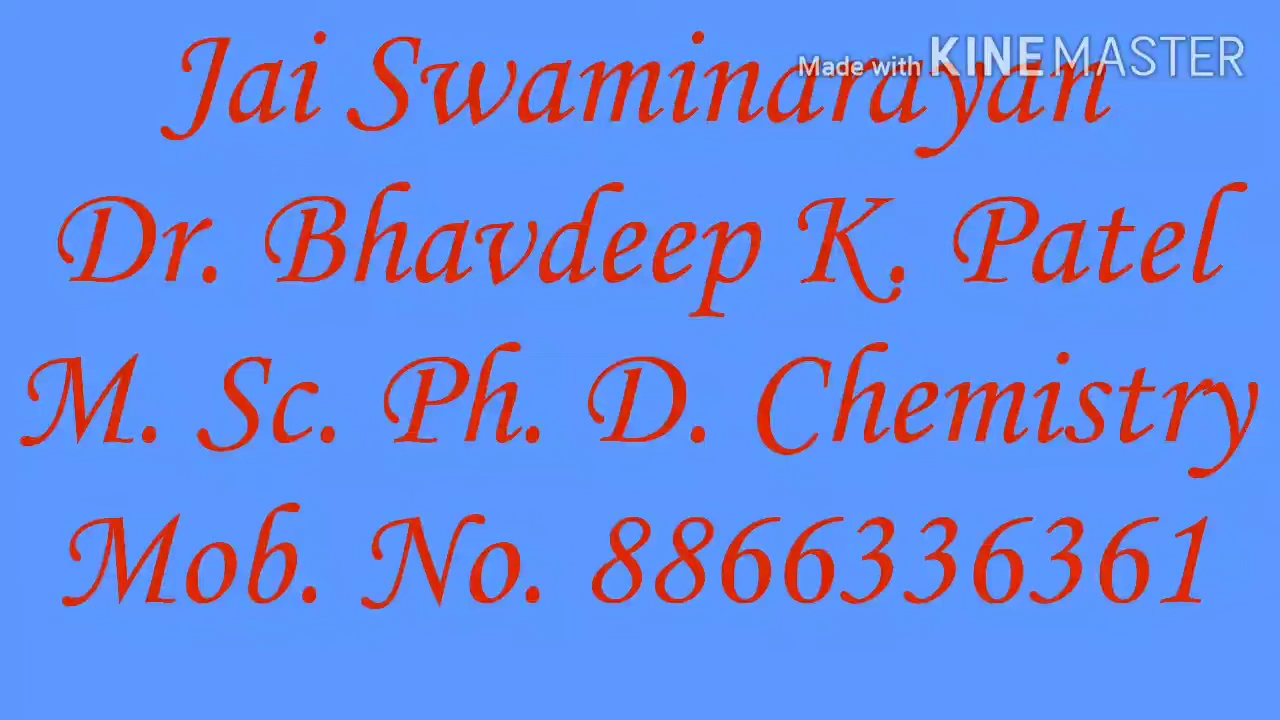 Jai Swaminarayan
Made with KINEMASTER
Dr. Bhavdeep K. Patel
M. Sc. Ph. D. Chemistry
Mob. No. 8866336361